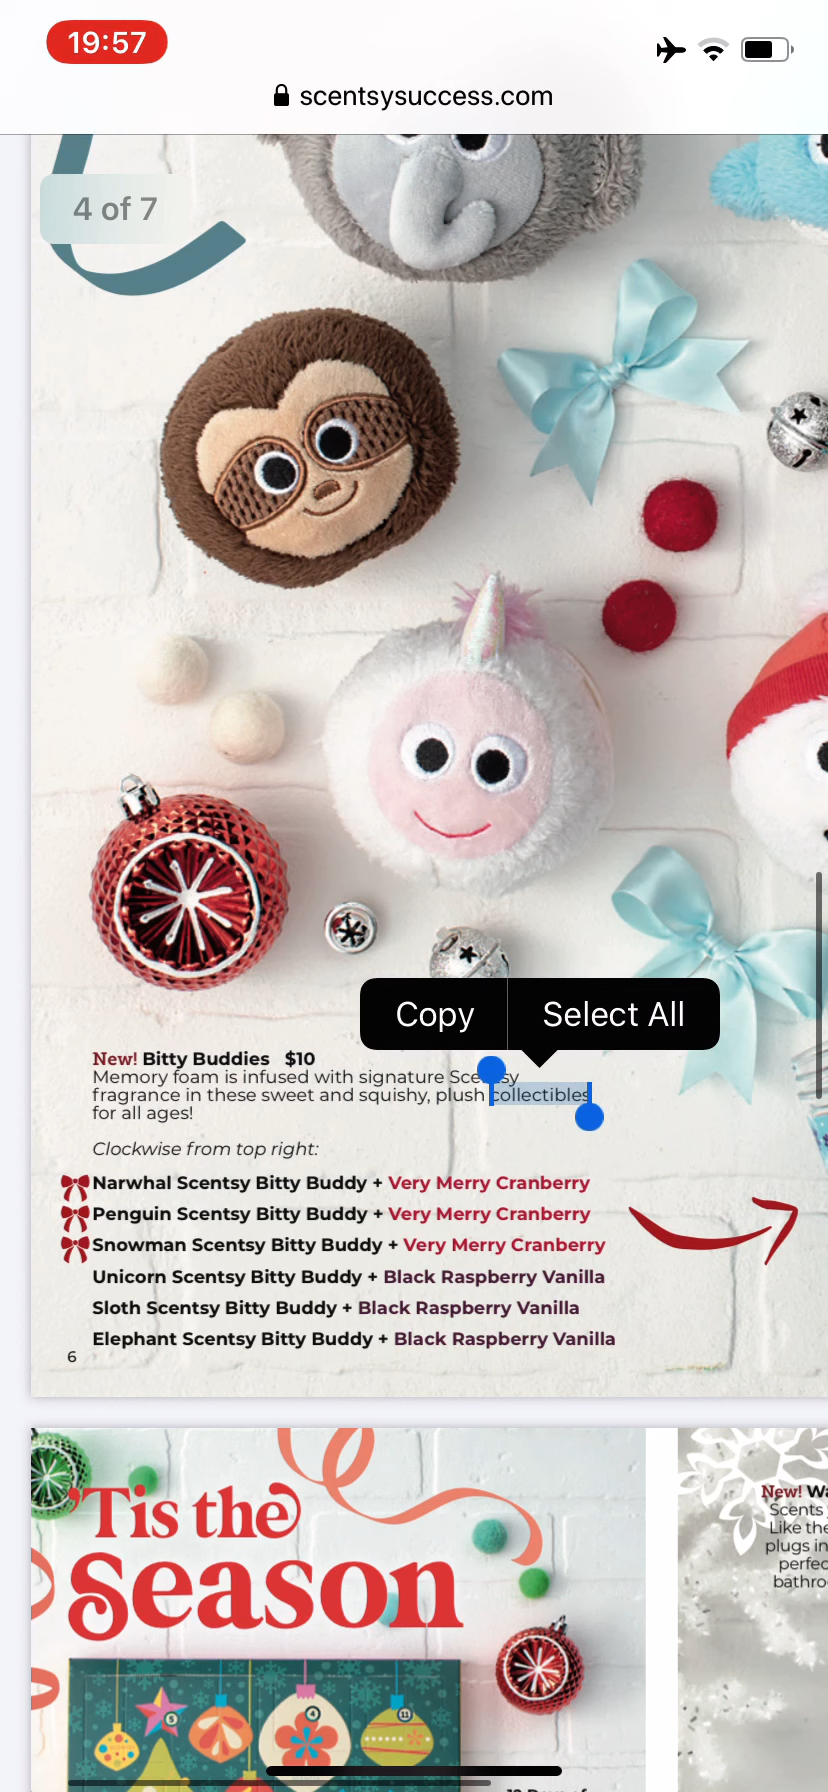 19:57
scentsysuccess.com
4 of 7
Copy
Select All
New! Bitty Buddies $10
Memory foam is infused with signature Scentsy
fragrance in these sweet and squishy, plush collectibles
for all ages!
Clockwise from top right:
Narwhal Scentsy Bitty Buddy + Very Merry Cranberry
Penguin Scentsy Bitty Buddy + Very Merry Cranberry
Snowman Scentsy Bitty Buddy + Very Merry Cranberry
Unicorn Scentsy Bitty Buddy + Black Raspberry Vanilla
Sloth Scentsy Bitty Buddy + Black Raspberry Vanilla
Elephant Scentsy Bitty Buddy + Black Raspberry Vanilla
6
'Tis the
Season
5
4
11
New!
Scents
Like the
plugs in